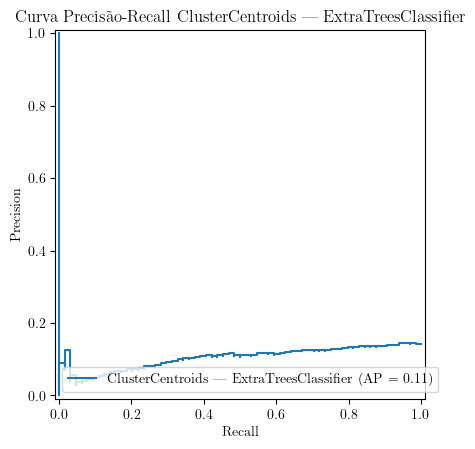 Curva Precisão-Recall ClusterCentroids — ExtraTreesClassifier
1.0
0.8
0.6
0.4
0.2
0.0
Precision
ClusterCentroids — ExtraTreesClassifier (AP = 0.11)
0.0 0.2 0.4 0.6 0.8 1.0
Recall